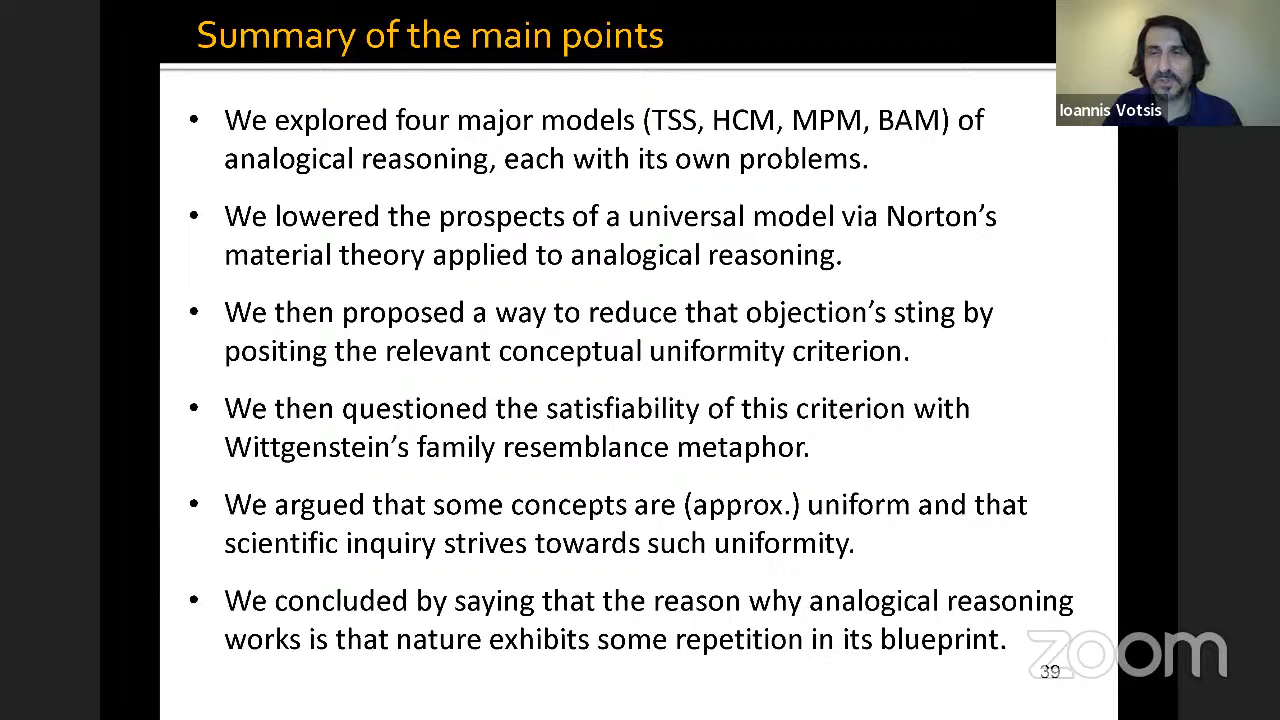 Summary of the main points
Ioannis Votsis
• We explored four major models (TSS, HCM, MPM, BAM) of
analogical reasoning, each with its own problems.
• We lowered the prospects of a universal model via Norton’s
material theory applied to analogical reasoning.
• We then proposed a way to reduce that objection’s sting by
positing the relevant conceptual uniformity criterion.
• We then questioned the satisfiability of this criterion with
Wittgenstein’s family resemblance metaphor.
• We argued that some concepts are (approx.) uniform and that
scientific inquiry strives towards such uniformity.
• We concluded by saying that the reason why analogical reasoning
works is that nature exhibits some repetition in its blueprint.
zoom
39